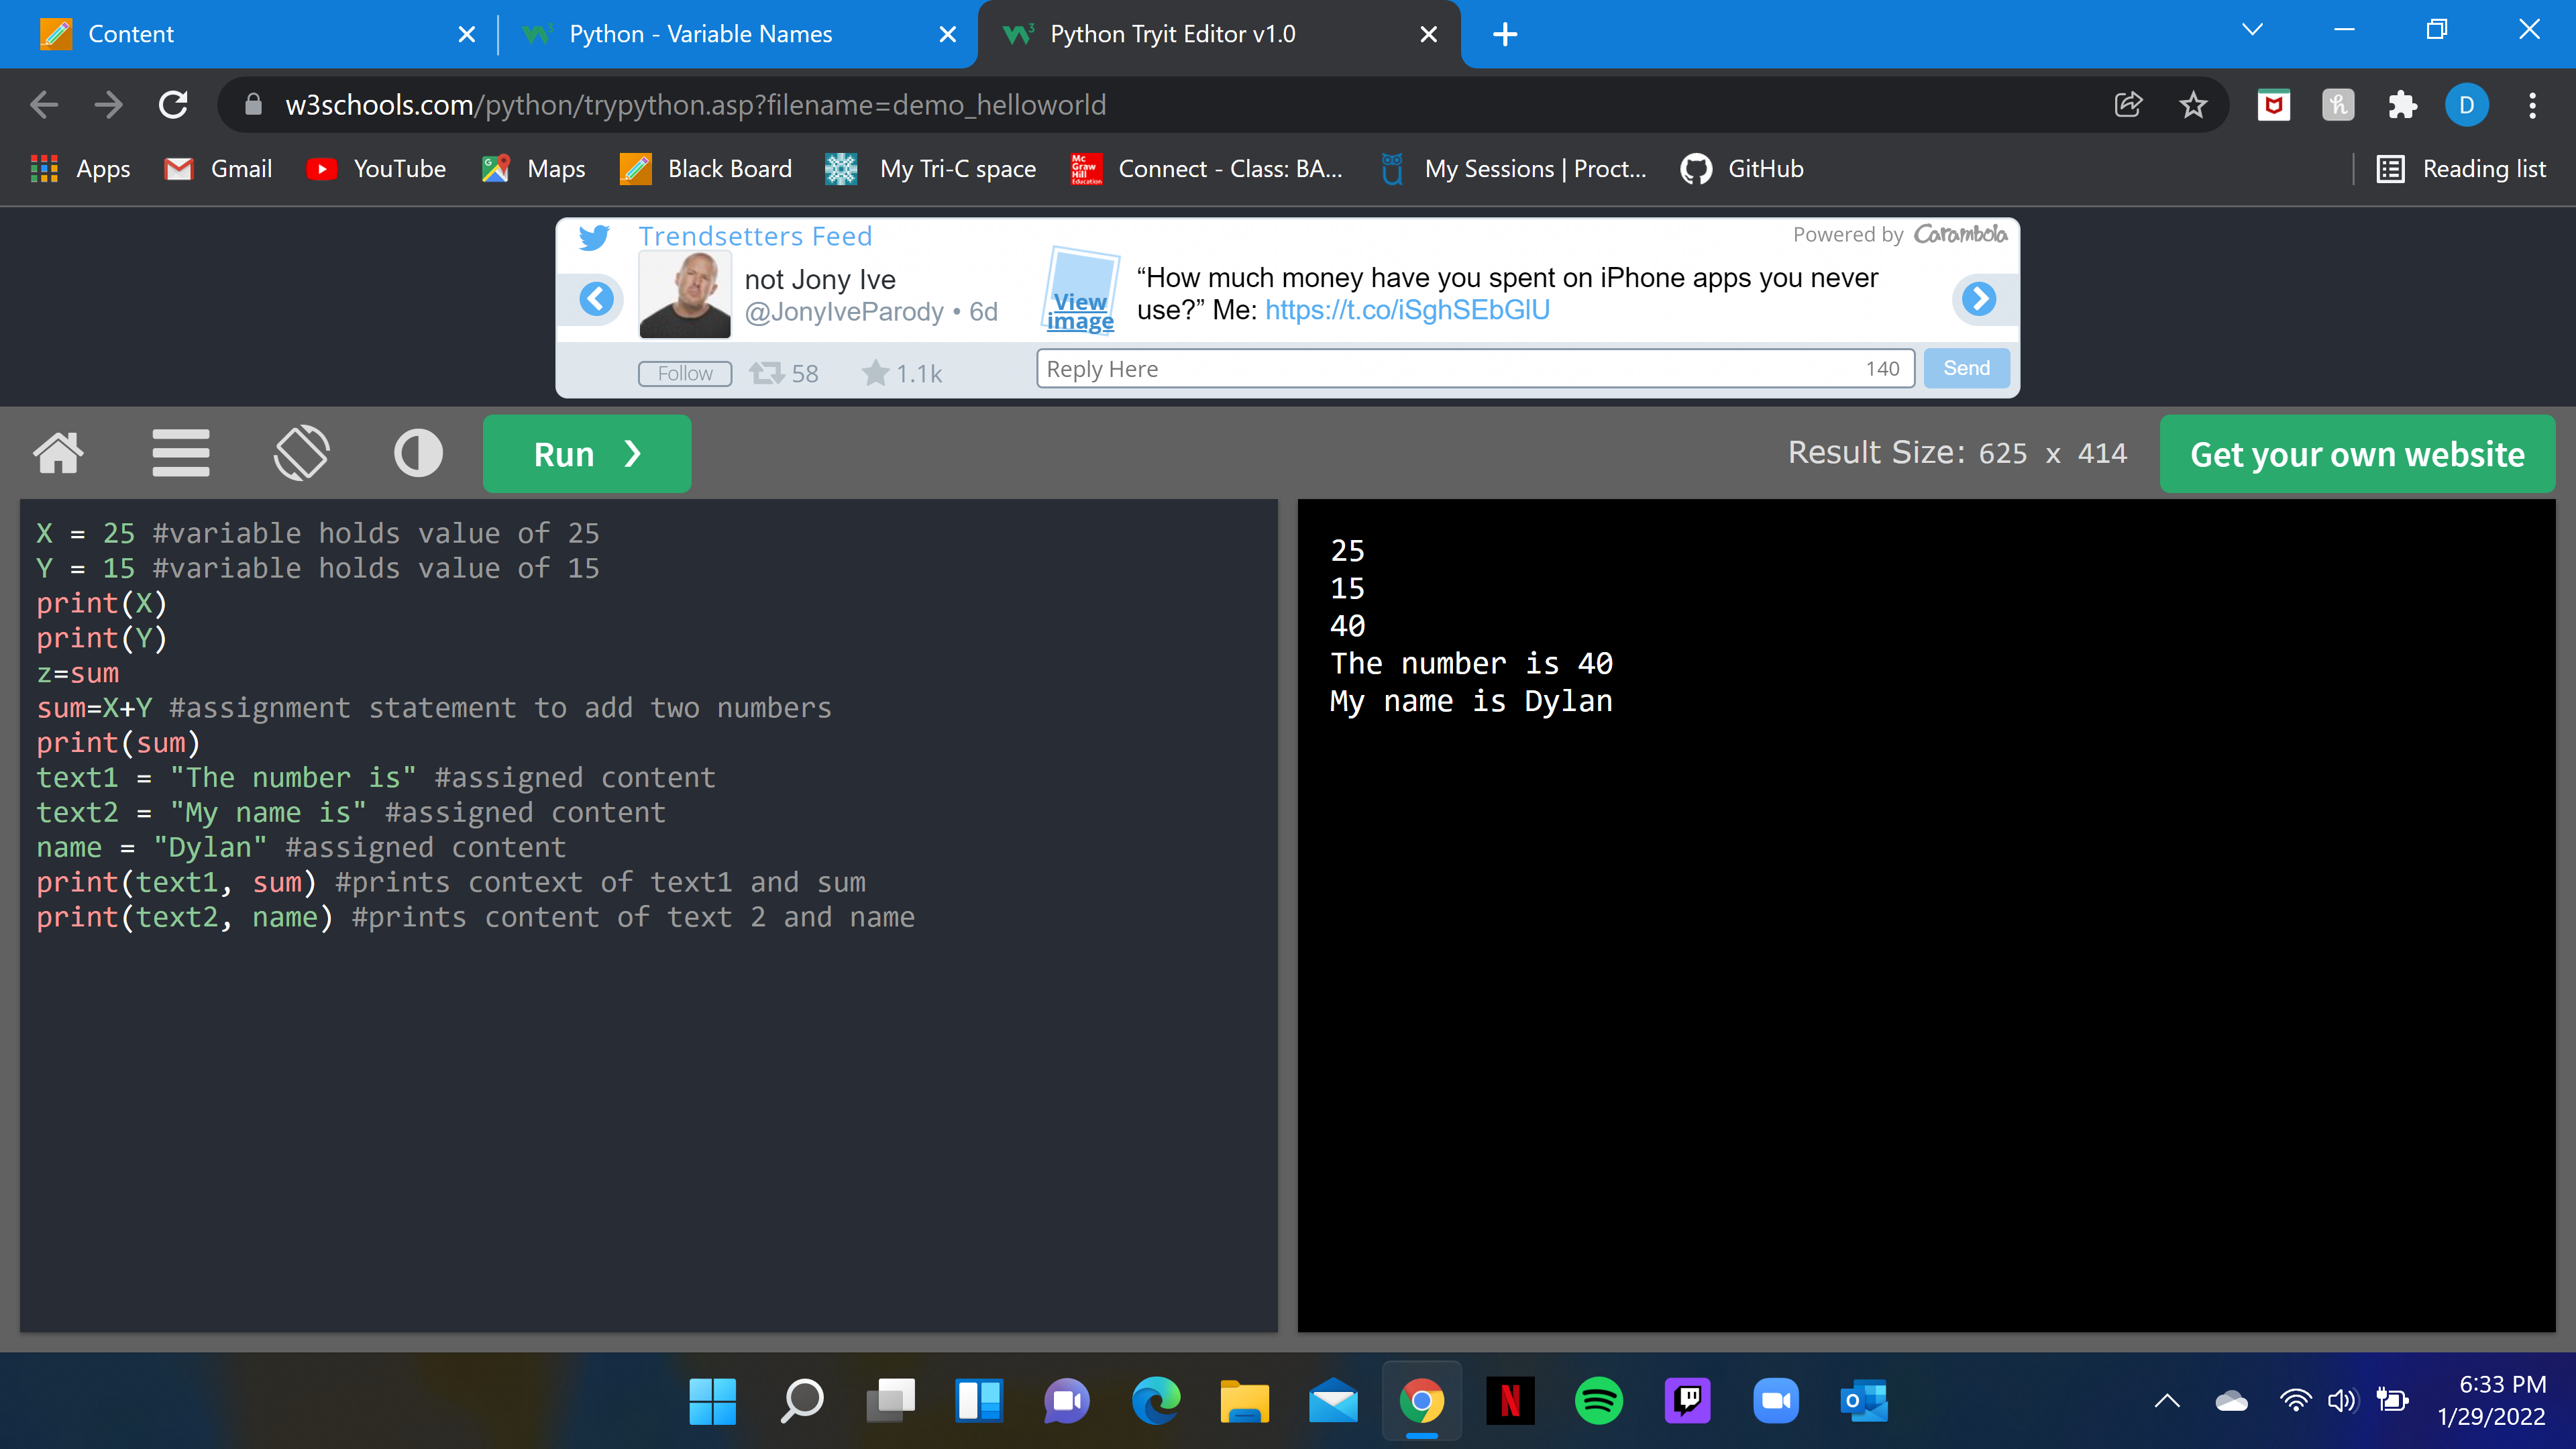 Content
Python - Variable Names
Python Tryit Editor v1.0
w3schools.com/python/trypython.asp?filename=demo_helloworld
D
Apps
Gmail
YouTube
Maps
Black Board
My Tri-C space
Mc Graw Hill Education
Connect - Class: BA...
My Sessions | Proct...
GitHub
Reading list
Trendsetters Feed
Powered by Carambola
not Jony Ive
@JonyIveParody • 6d
View image
“How much money have you spent on iPhone apps you never
use?” Me: https://t.co/iSghSEbGlU
Follow
58
1.1k
Reply Here
140
Send
Run ❯
Result Size: 625 x 414
Get your own website
X = 25 #variable holds value of 25
Y = 15 #variable holds value of 15
print(X)
print(Y)
z=sum
sum=X+Y #assignment statement to add two numbers
print(sum)
text1 = "The number is" #assigned content
text2 = "My name is" #assigned content
name = "Dylan" #assigned content
print(text1, sum) #prints context of text1 and sum
print(text2, name) #prints content of text 2 and name
25
15
40
The number is 40
My name is Dylan
6:33 PM
1/29/2022